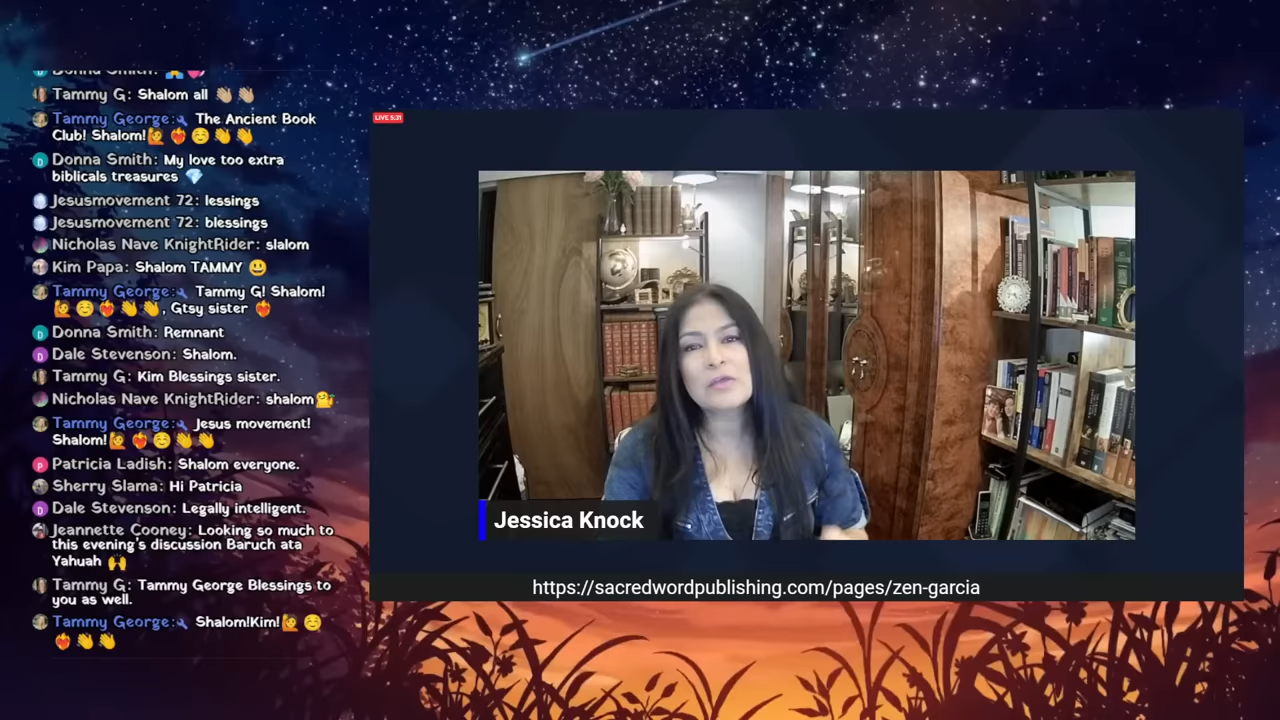 Donna Smith: 🙏 💕
Tammy G: Shalom all 👋🏼 👋🏼
Tammy George: The Ancient Book
Club! Shalom!🙋 ❤️‍🔥 ☺️ 👋 👋
Donna Smith: My love too extra
biblicals treasures 💎
Jesusmovement 72: lessings
Jesusmovement 72: blessings
Nicholas Nave KnightRider: slalom
Kim Papa: Shalom TAMMY 😃
Tammy George: Tammy G! Shalom!
🙋 ☺️ ❤️‍🔥 👋 👋, Gtsy sister ❤️‍🔥
Donna Smith: Remnant
Dale Stevenson: Shalom.
Tammy G: Kim Blessings sister.
Nicholas Nave KnightRider: shalom
Tammy George: Jesus movement!
Shalom!🙋 ❤️‍🔥 ☺️ 👋 👋
Patricia Ladish: Shalom everyone.
Sherry Slama: Hi Patricia
Dale Stevenson: Legally intelligent.
Jeannette Cooney: Looking so much to
this evening's discussion Baruch ata
Yahuah 🙌
Tammy G: Tammy George Blessings to
you as well.
Tammy George: Shalom!Kim!🙋 ☺️
❤️‍🔥 👋 👋
LIVE 5:31
Jessica Knock
https://sacredwordpublishing.com/pages/zen-garcia